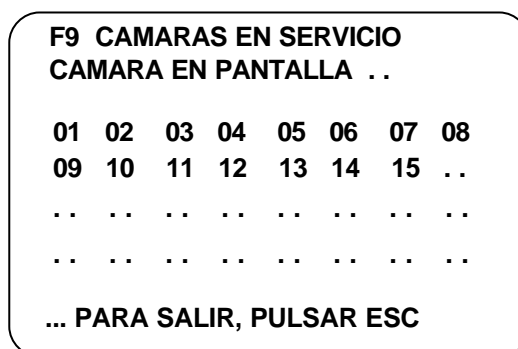 F9 CAMARAS EN SERVICIO
CAMARA EN PANTALLA . .
01 02 03 04 05 06 07 08
09 10 11 12 13 14 15 . .
. . . . . . . . . . . . . . . .
. . . . . . . . . . . . . . . .
... PARA SALIR, PULSAR ESC